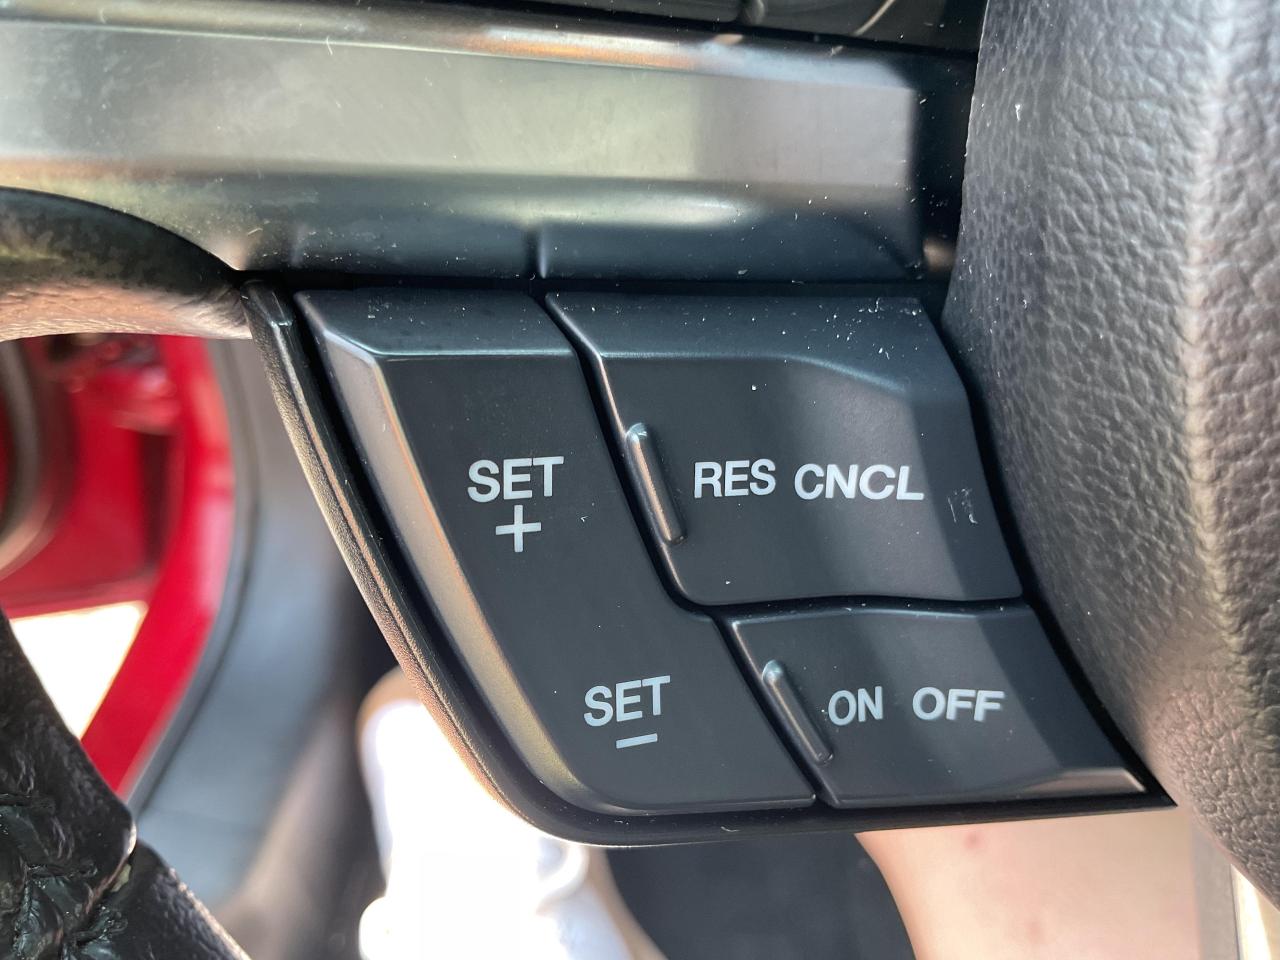 SET
+
RES CNCL
SET
−
ON OFF